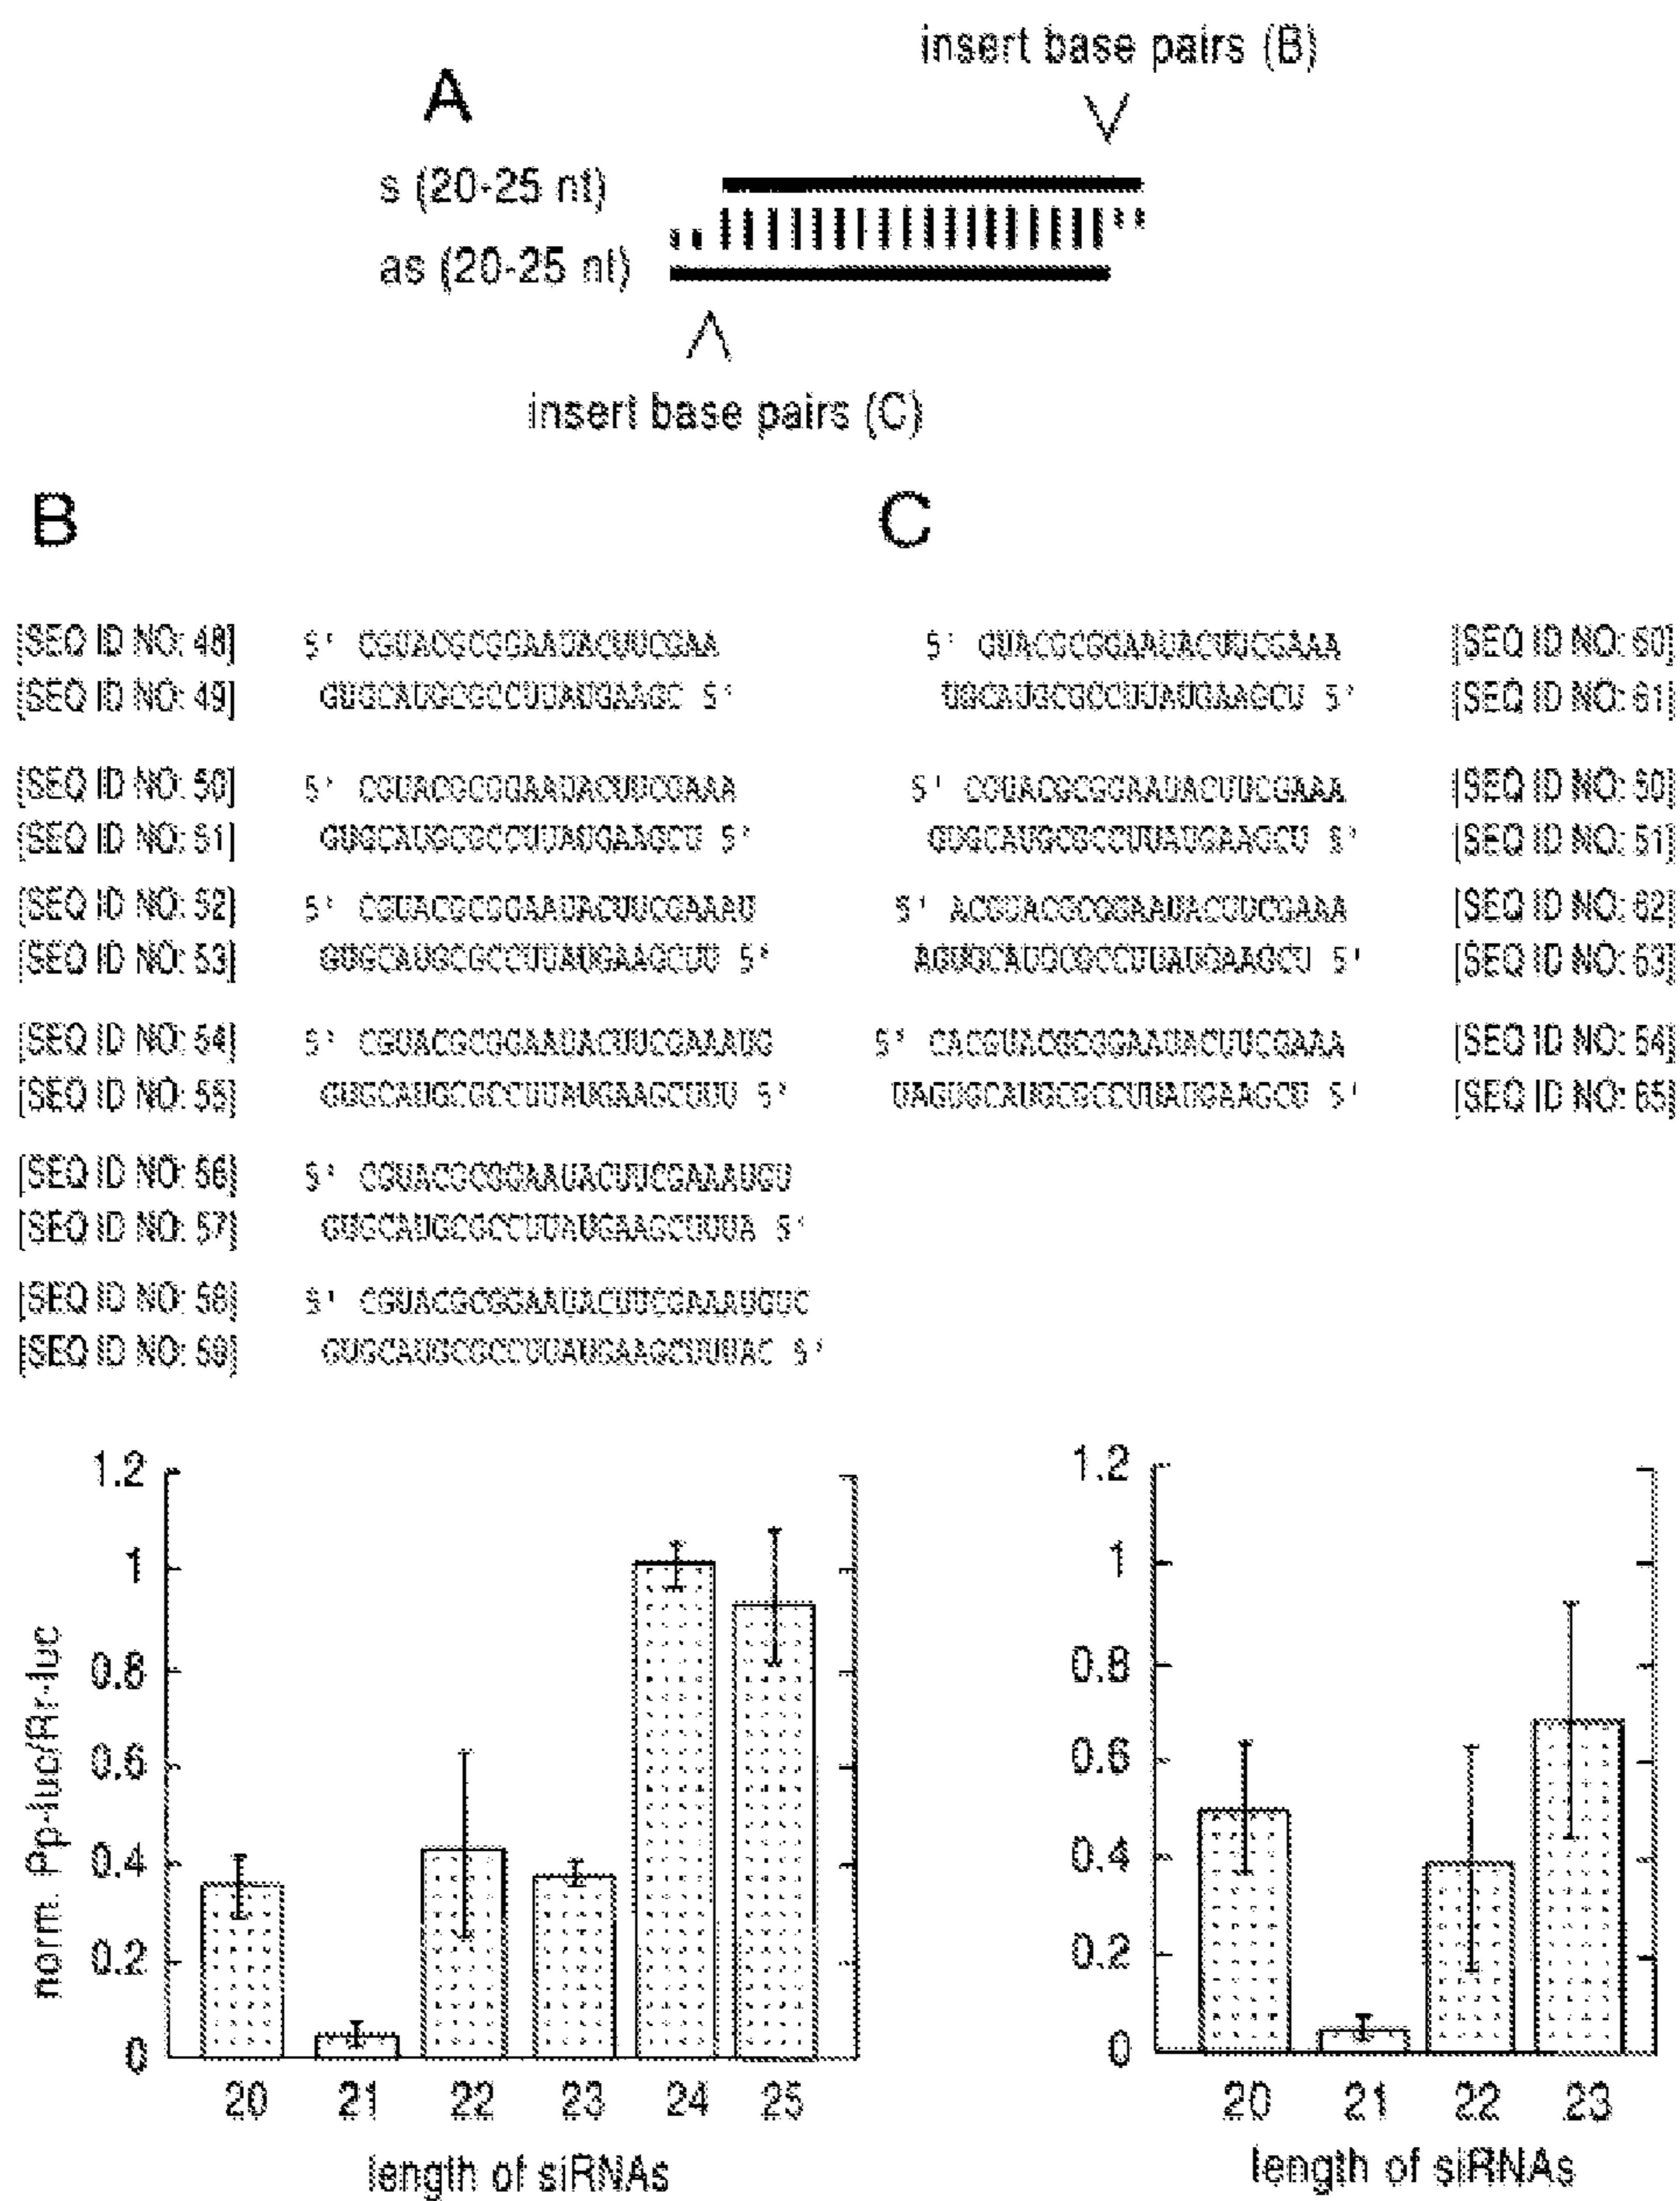 A
insert base pairs (B)
s (20-25 nt)
as (20-25 nt)
insert base pairs (C)
B
[SEQ ID NO: 48] 5' CGUACGCGGAAUACUUCGAA
[SEQ ID NO: 49] GUGCAUGCGCCUUAUGAAGC 5'
[SEQ ID NO: 50] 5' CGUACGCGGAAUACUUCGAAA
[SEQ ID NO: 51] GUGCAUGCGCCUUAUGAAGCU 5'
[SEQ ID NO: 52] 5' CGUACGCGGAAUACUUCGAAAU
[SEQ ID NO: 53] GUGCAUGCGCCUUAUGAAGCUU 5'
[SEQ ID NO: 54] 5' CGUACGCGGAAUACUUCGAAAUG
[SEQ ID NO: 55] GUGCAUGCGCCUUAUGAAGCUUU 5'
[SEQ ID NO: 56] 5' CGUACGCGGAAUACUUCGAAAUGU
[SEQ ID NO: 57] GUGCAUGCGCCUUAUGAAGCUUUA 5'
[SEQ ID NO: 58] 5' CGUACGCGGAAUACUUCGAAAUGUC
[SEQ ID NO: 59] GUGCAUGCGCCUUAUGAAGCUUUAC 5'
C
5' GUACGCGGAAUACUUCGAAA [SEQ ID NO: 60]
UGCAUGCGCCUUAUGAAGCU 5' [SEQ ID NO: 61]
5' CGUACGCGGAAUACUUCGAAA [SEQ ID NO: 50]
GUGCAUGCGCCUUAUGAAGCU 5' [SEQ ID NO: 51]
5' ACGUACGCGGAAUACUUCGAAA [SEQ ID NO: 62]
AGUGCAUGCGCCUUAUGAAGCU 5' [SEQ ID NO: 63]
5' CACGUACGCGGAAUACUUCGAAA [SEQ ID NO: 64]
UAGUGCAUGCGCCUUAUGAAGCU 5' [SEQ ID NO: 65]
norm. Pp-luc/Rr-luc
1.2
1
0.8
0.6
0.4
0.2
0
20 21 22 23 24 25
length of siRNAs
1.2
1
0.8
0.6
0.4
0.2
0
20 21 22 23
length of siRNAs